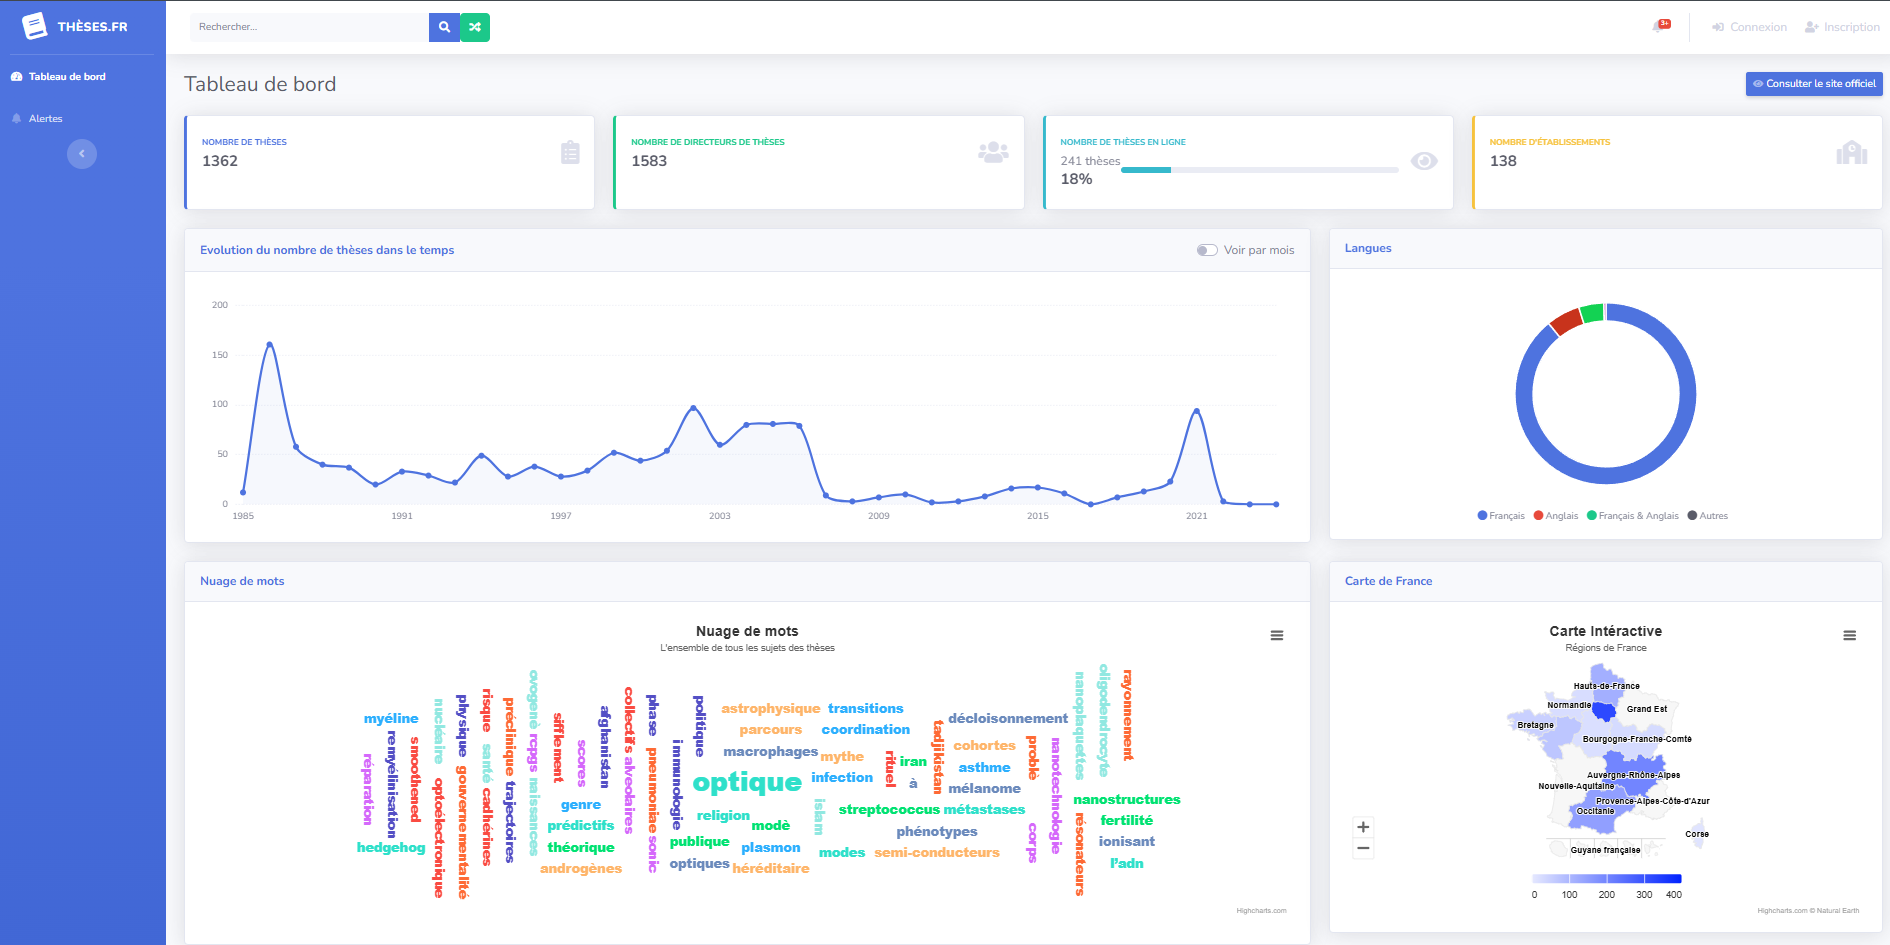 THÈSES.FR
Tableau de bord
Alertes
Rechercher...
3+
Connexion
Inscription
Tableau de bord
Consulter le site officiel
NOMBRE DE THÈSES
1362
NOMBRE DE DIRECTEURS DE THÈSES
1583
NOMBRE DE THÈSES EN LIGNE
241 thèses
18%
NOMBRE D'ÉTABLISSEMENTS
138
Evolution du nombre de thèses dans le temps
Voir par mois
200
150
100
50
0
1985 1991 1997 2003 2009 2015 2021
Langues
Français Anglais Français & Anglais Autres
Nuage de mots
Nuage de mots
L'ensemble de tous les sujets des thèses
myéline
réparation
hedgehog
remyélinisation
smoothened
nucléaire
optoélectronique
physique
gouvernementalité
risque
santé
cadhérines
préclinique
trajectoires
ovogenè
rcpgs
naissances
sifflement
scores
afghanistan
genre
prédictifs
théorique
androgènes
collectifs
alvéolaires
phase
pneumoniae
sonic
immunologie
politique
astrophysique
transitions
parcours
coordination
macrophages
mythe
optique
infection
religion
modè
publique
plasmon
optiques
héréditaire
islam
modes
rituel
iran
à
tadjikistan
décloisonnement
cohortes
asthme
mélanome
streptococcus
métastases
phénotypes
semi-conducteurs
problè
corps
nanotechnologie
nanoplaquettes
résonateurs
oligodendrocyte
rayonnement
nanostructures
fertilité
ionisant
l'adn
Highcharts.com
Carte de France
Carte Intéractive
Régions de France
Hauts-de-France
Normandie
Grand Est
Bretagne
Bourgogne-Franche-Comté
Auvergne-Rhône-Alpes
Nouvelle-Aquitaine
Provence-Alpes-Côte-d'Azur
Occitanie
Corse
Guyane française
+
−
0 100 200 300 400
Highcharts.com © Natural Earth